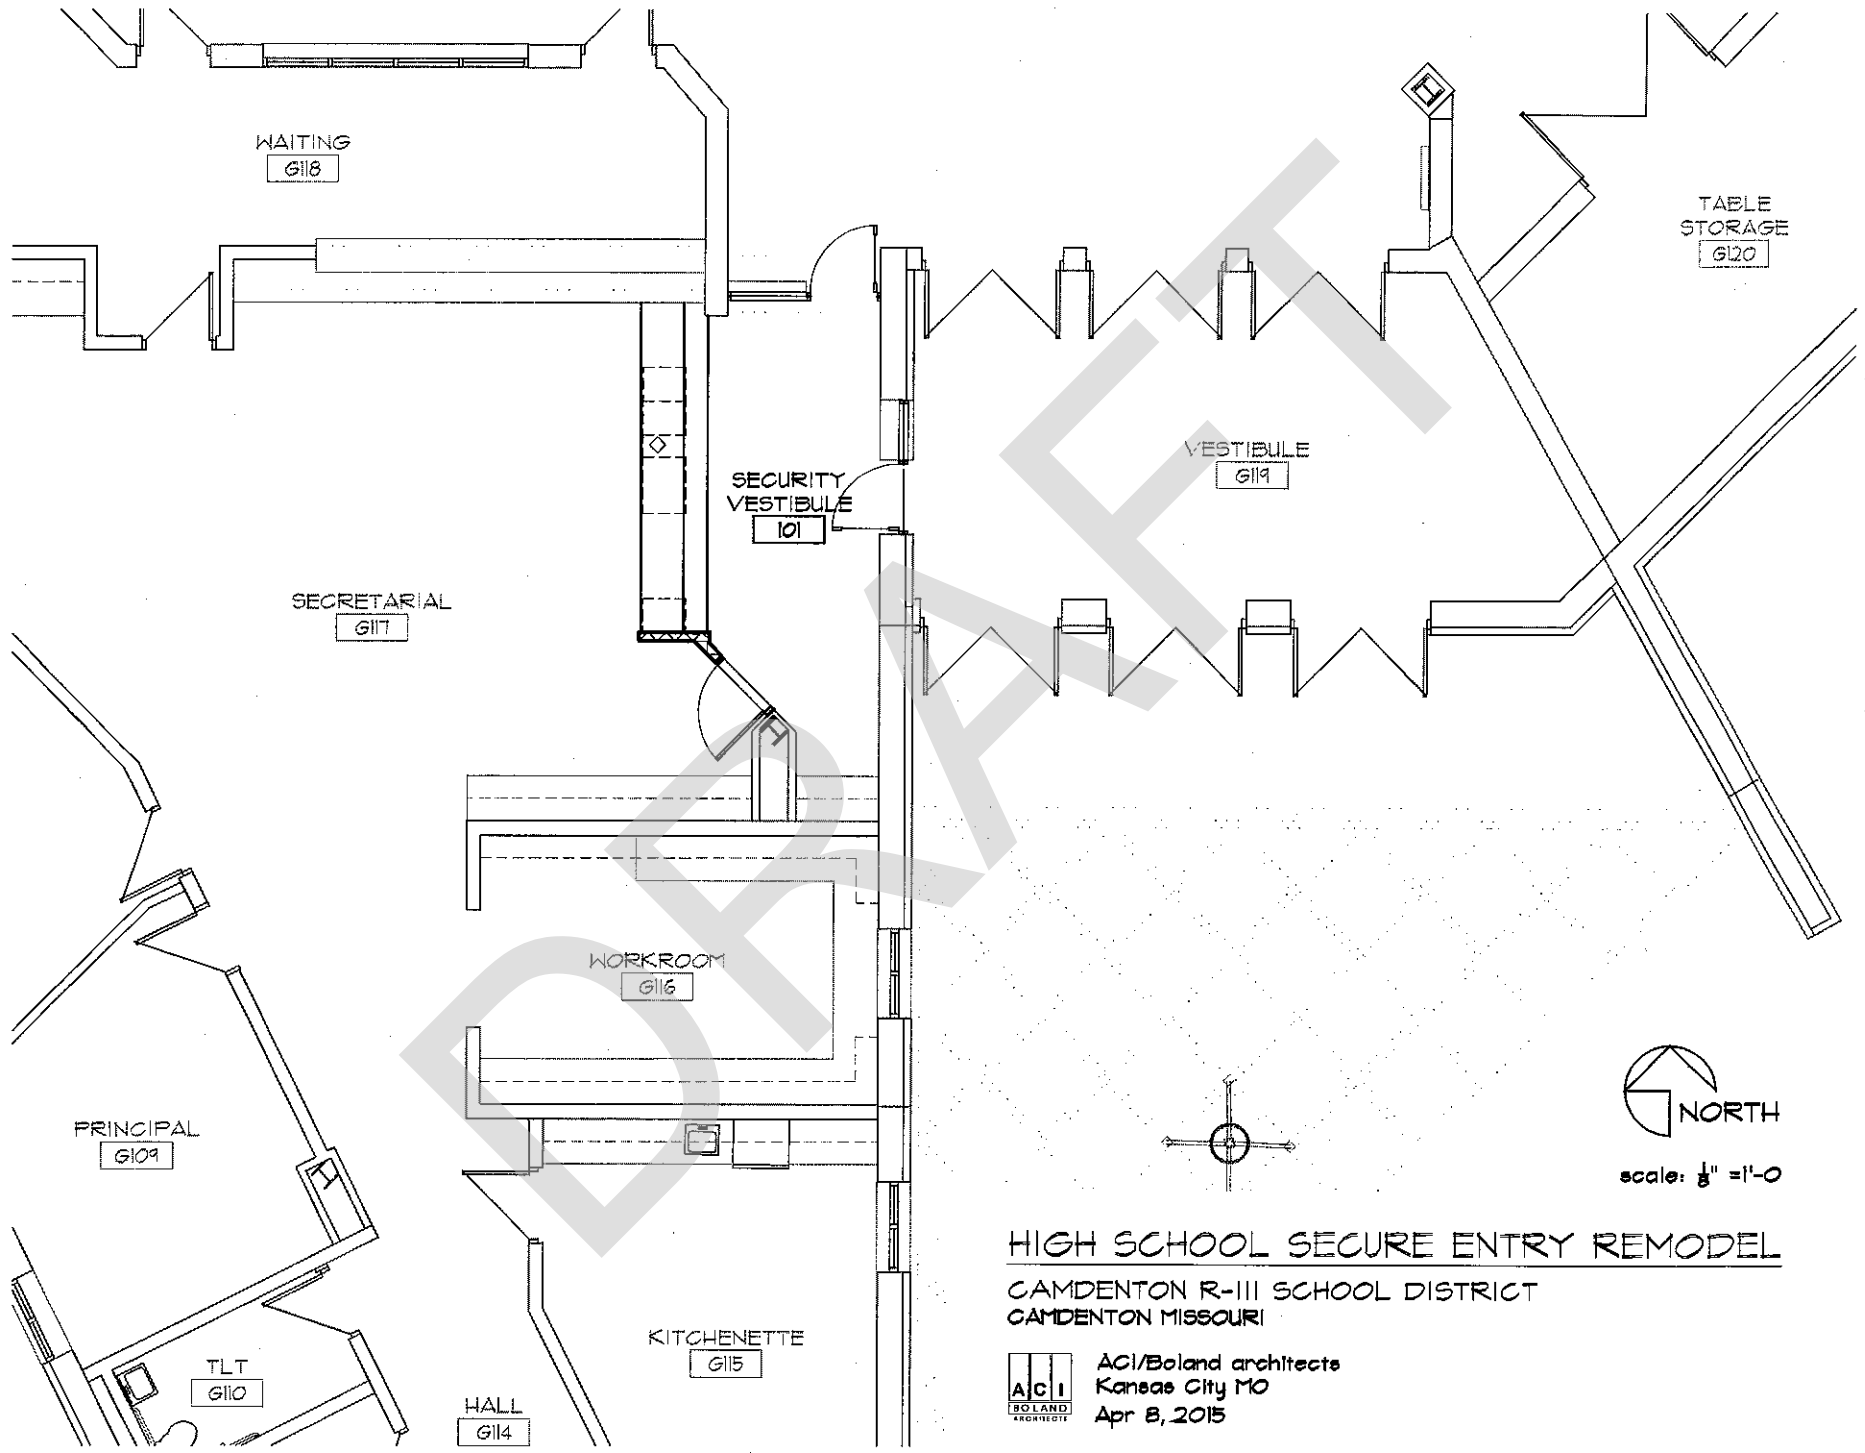 WAITING
G118
TABLE
STORAGE
G120
VESTIBULE
G119
SECURITY
VESTIBULE
101
SECRETARIAL
G117
DRAFT
WORKROOM
G116
PRINCIPAL
G109
NORTH
scale: 1/8" =1'-0
HIGH SCHOOL SECURE ENTRY REMODEL
CAMDENTON R-III SCHOOL DISTRICT
CAMDENTON MISSOURI
KITCHENETTE
G115
TLT
G110
HALL
G114
ACI
BOLAND
ARCHITECTS
ACI/Boland architects
Kansas City MO
Apr 8, 2015